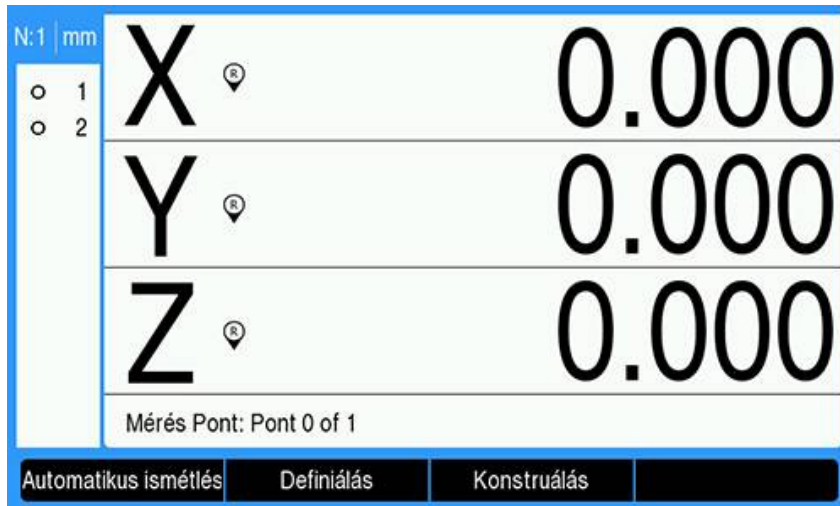 N:1 mm
1
2
X R 0.000
Y R 0.000
Z R 0.000
Mérés Pont: Pont 0 of 1
Automatikus ismétlés Definiálás Konstruálás